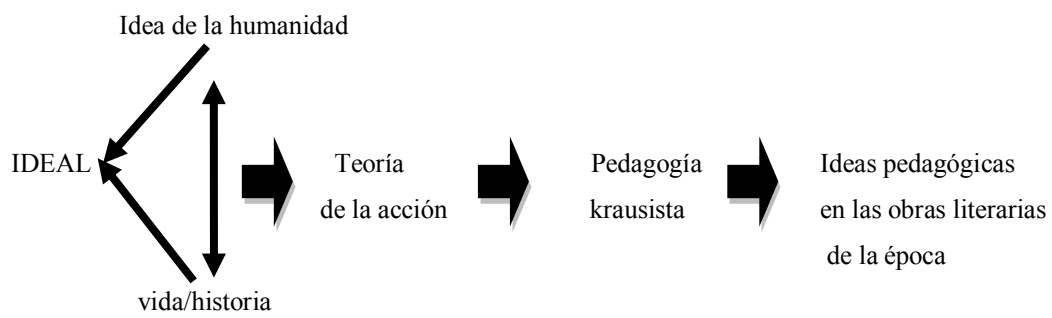 Idea de la humanidad
IDEAL
Teoría
de la acción
Pedagogía
krausista
Ideas pedagógicas
en las obras literarias
de la época
vida/historia